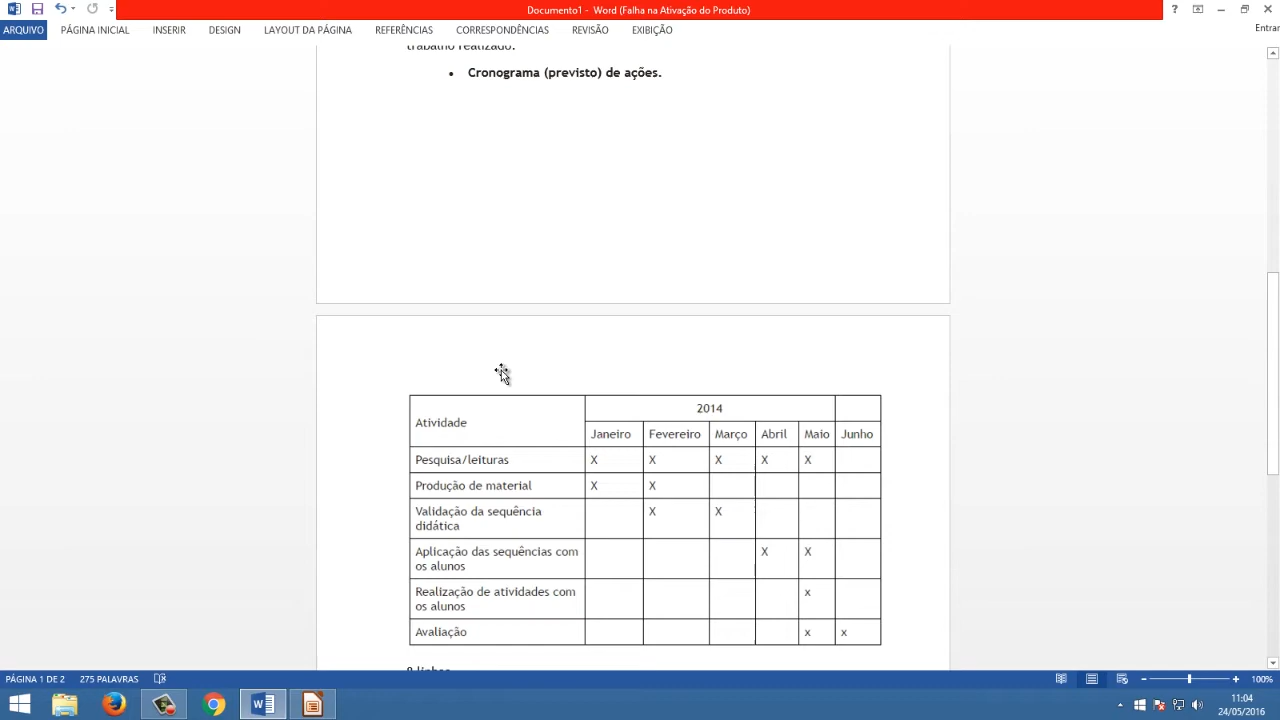 Documento1 - Word (Falha na Ativação do Produto)
?
ARQUIVO PÁGINA INICIAL INSERIR DESIGN LAYOUT DA PÁGINA REFERÊNCIAS CORRESPONDÊNCIAS REVISÃO EXIBIÇÃO Entrar
trabalho realizado.
• Cronograma (previsto) de ações.
Atividade 2014
Janeiro Fevereiro Março Abril Maio Junho
Pesquisa/leituras X X X X X
Produção de material X X
Validação da sequência
didática X X
Aplicação das sequências com
os alunos X X
Realização de atividades com
os alunos x
Avaliação x x
8 linhas
PÁGINA 1 DE 2 275 PALAVRAS 100%
11:04
24/05/2016